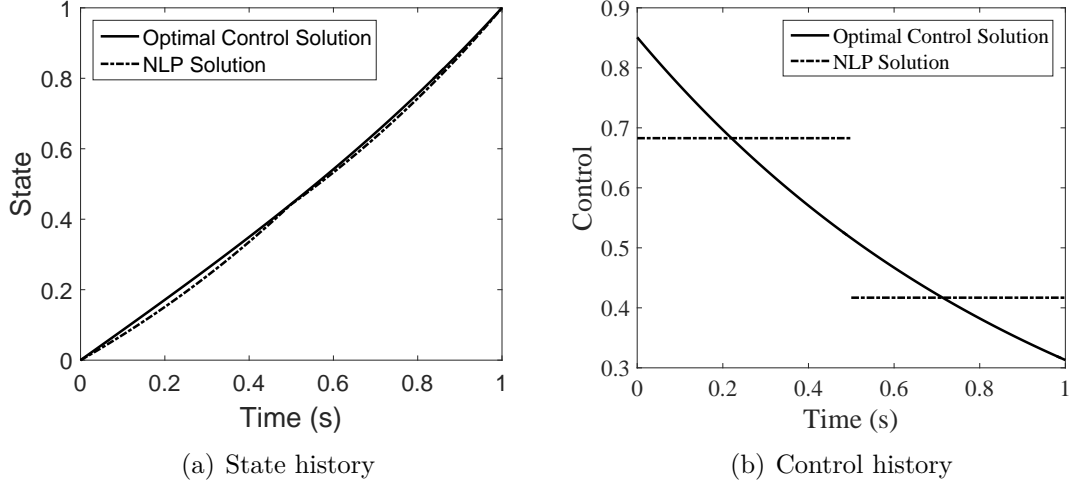 Optimal Control Solution
NLP Solution
State
1
0.8
0.6
0.4
0.2
0
0 0.2 0.4 0.6 0.8 1
Time (s)
(a) State history
Optimal Control Solution
NLP Solution
Control
0.9
0.8
0.7
0.6
0.5
0.4
0.3
0 0.2 0.4 0.6 0.8 1
Time (s)
(b) Control history